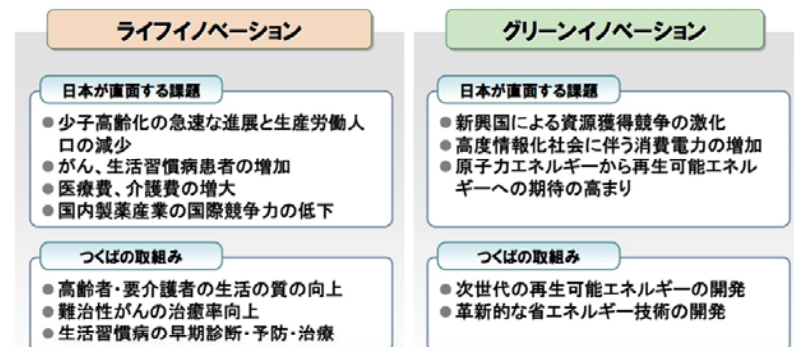 ライフイノベーション
日本が直面する課題
●少子高齢化の急速な進展と生産労働人
口の減少
●がん、生活習慣病患者の増加
●医療費、介護費の増大
●国内製薬産業の国際競争力の低下
つくばの取組み
●高齢者・要介護者の生活の質の向上
●難治性がんの治癒率向上
●生活習慣病の早期診断・予防・治療
グリーンイノベーション
日本が直面する課題
●新興国による資源獲得競争の激化
●高度情報化社会に伴う消費電力の増加
●原子力エネルギーから再生可能エネル
ギーへの期待の高まり
つくばの取組み
●次世代の再生可能エネルギーの開発
●革新的な省エネルギー技術の開発